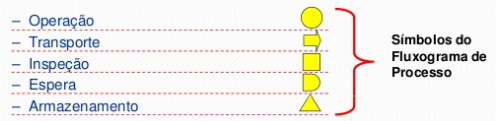 – Operação
– Transporte
– Inspeção
– Espera
– Armazenamento
Símbolos do
Fluxograma de
Processo